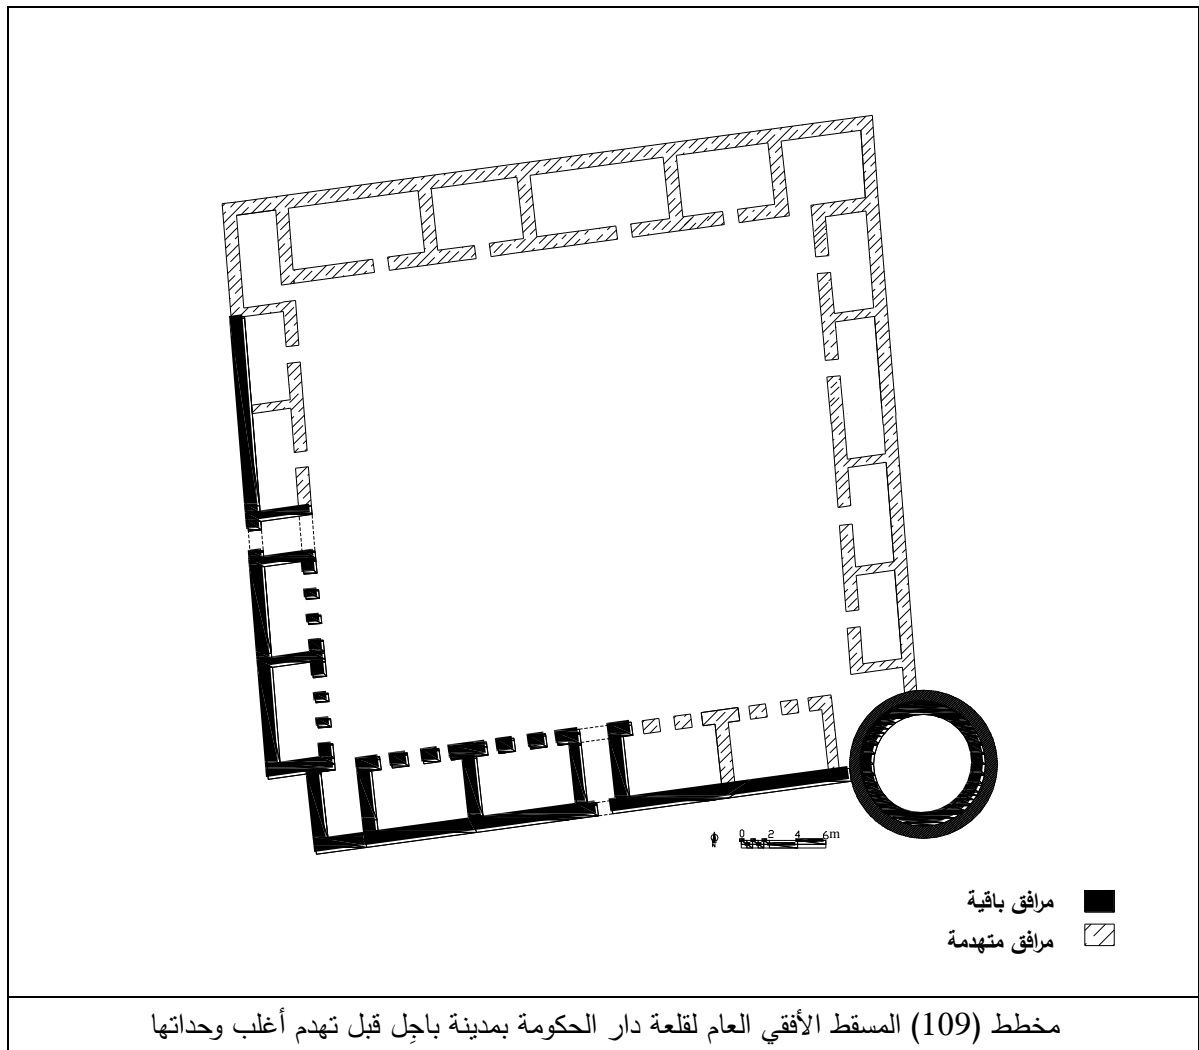 0 2 4 6m
مرافق باقية
مرافق متهدمة
مخطط (109) المسقط الأفقي العام لقلعة دار الحكومة بمدينة باجِل قبل تهدم أغلب وحداتها